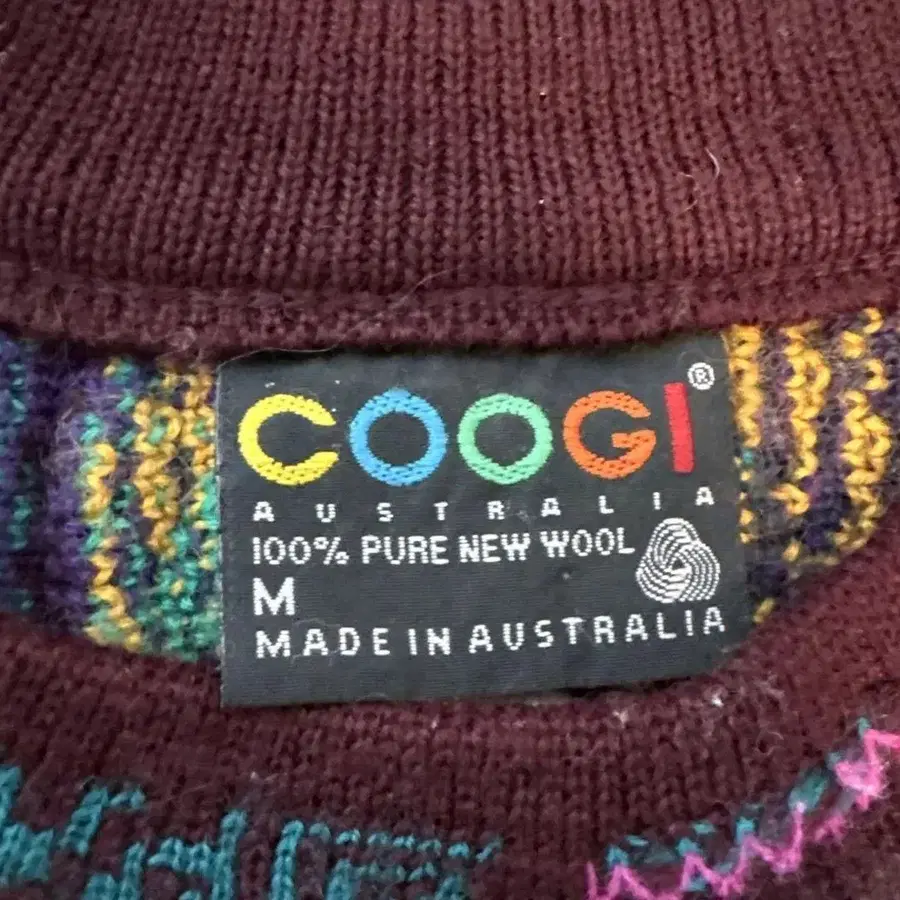 COOGI®
AUSTRALIA
100% PURE NEW WOOL
M
MADE IN AUSTRALIA